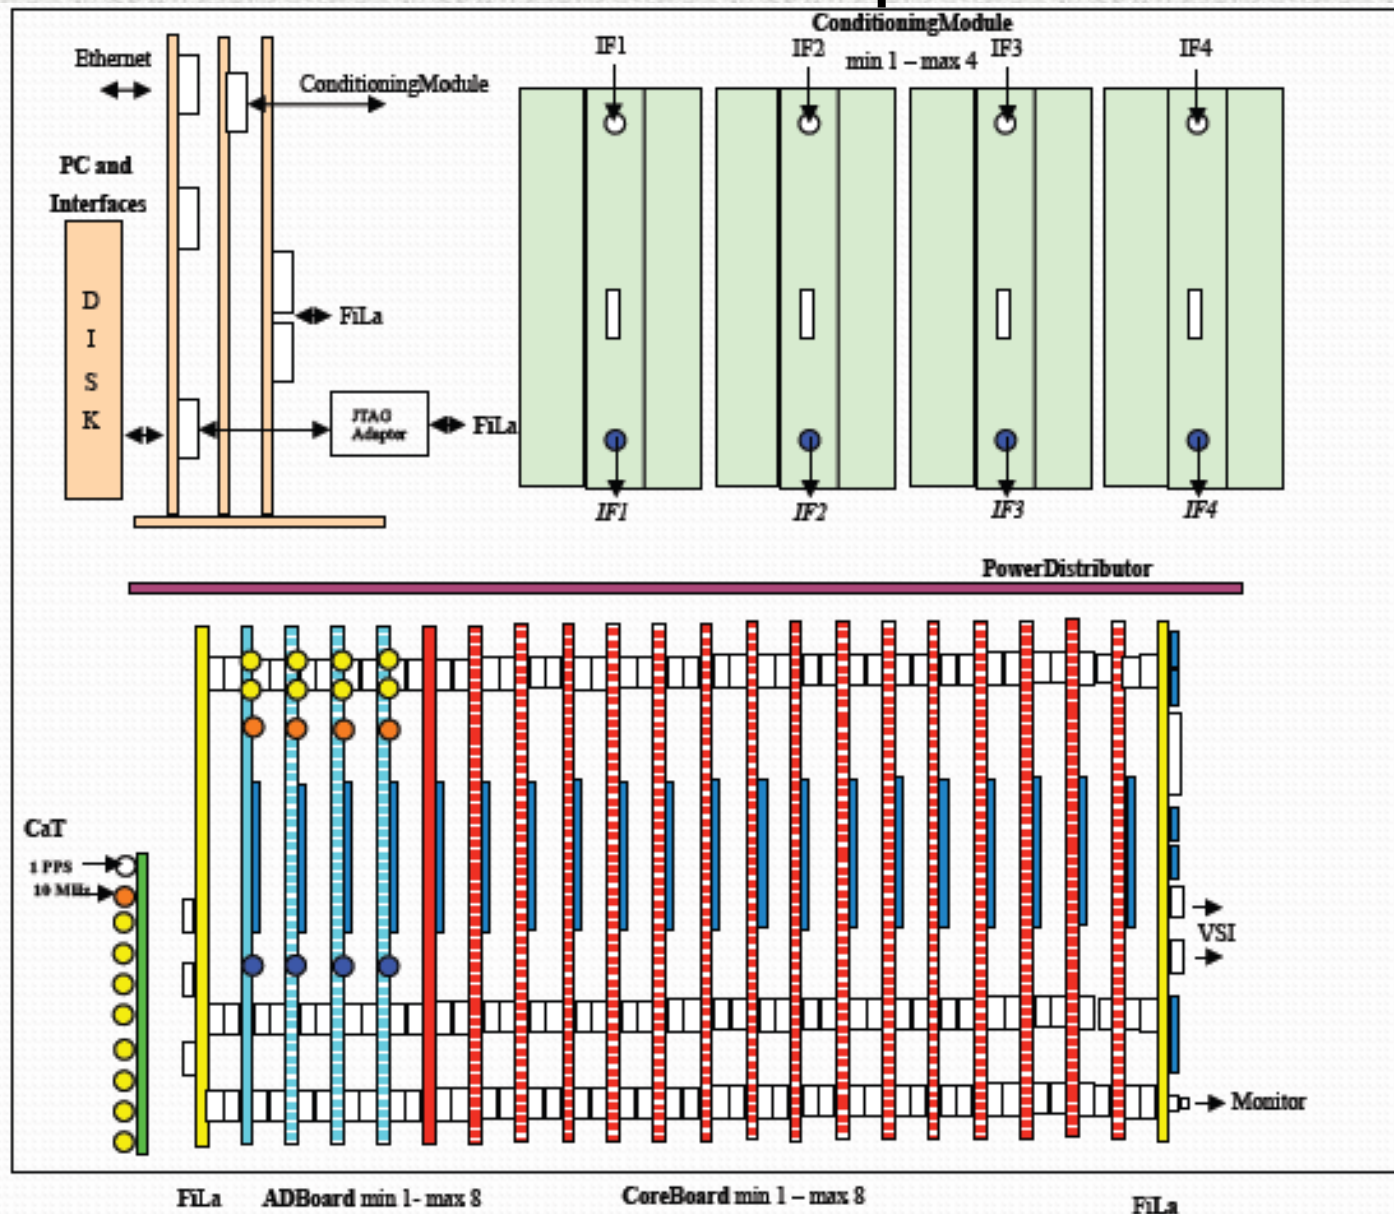 ConditioningModule
IF1
IF2
IF3
IF4
min 1 – max 4
Ethernet
ConditioningModule
PC and
Interfaces
D
I
S
K
FiLa
JTAG
Adaptor
FiLa
IF1
IF2
IF3
IF4
PowerDistributor
CaT
1 PPS
10 MHz
VSI
Monitor
FiLa
ADBoard min 1- max 8
CoreBoard min 1 – max 8
FiLa